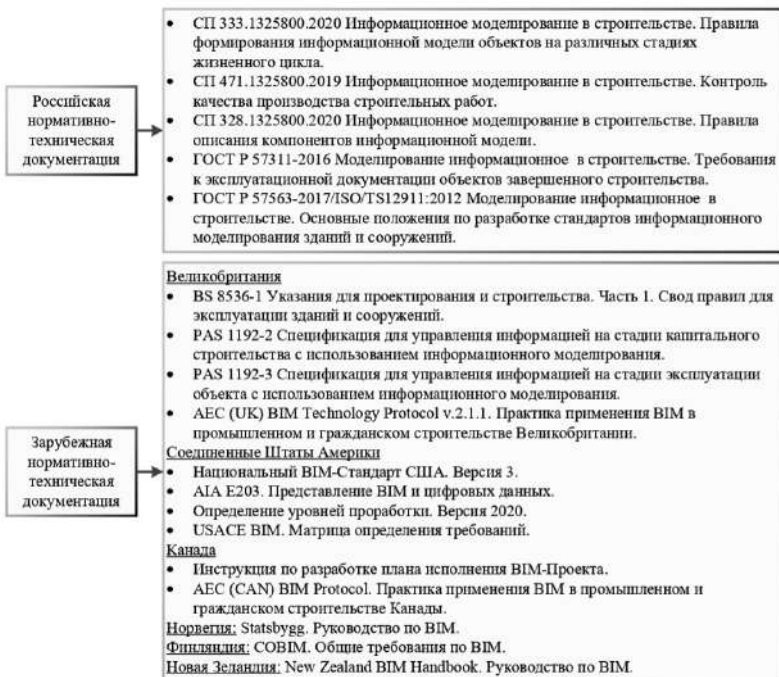 Российская
нормативно-
техническая
документация
• СП 333.1325800.2020 Информационное моделирование в строительстве. Правила
формирования информационной модели объектов на различных стадиях
жизненного цикла.
• СП 471.1325800.2019 Информационное моделирование в строительстве. Контроль
качества производства строительных работ.
• СП 328.1325800.2020 Информационное моделирование в строительстве. Правила
описания компонентов информационной модели.
• ГОСТ Р 57311-2016 Моделирование информационное в строительстве. Требования
к эксплуатационной документации объектов завершенного строительства.
• ГОСТ Р 57563-2017/ISO/TS12911:2012 Моделирование информационное в
строительстве. Основные положения по разработке стандартов информационного
моделирования зданий и сооружений.
Зарубежная
нормативно-
техническая
документация
Великобритания
• BS 8536-1 Указания для проектирования и строительства. Часть 1. Свод правил для
эксплуатации зданий и сооружений.
• PAS 1192-2 Спецификация для управления информацией на стадии капитального
строительства с использованием информационного моделирования.
• PAS 1192-3 Спецификация для управления информацией на стадии эксплуатации
объекта с использованием информационного моделирования.
• AEC (UK) BIM Technology Protocol v.2.1.1. Практика применения BIM в
промышленном и гражданском строительстве Великобритании.
Соединенные Штаты Америки
• Национальный BIM-Стандарт США. Версия 3.
• AIA E203. Представление BIM и цифровых данных.
• Определение уровней проработки. Версия 2020.
• USACE BIM. Матрица определения требований.
Канада
• Инструкция по разработке плана исполнения BIM-Проекта.
• AEC (CAN) BIM Protocol. Практика применения BIM в промышленном и
гражданском строительстве Канады.
Норвегия: Statsbygg. Руководство по BIM.
Финляндия: COBIM. Общие требования по BIM.
Новая Зеландия: New Zealand BIM Handbook. Руководство по BIM.